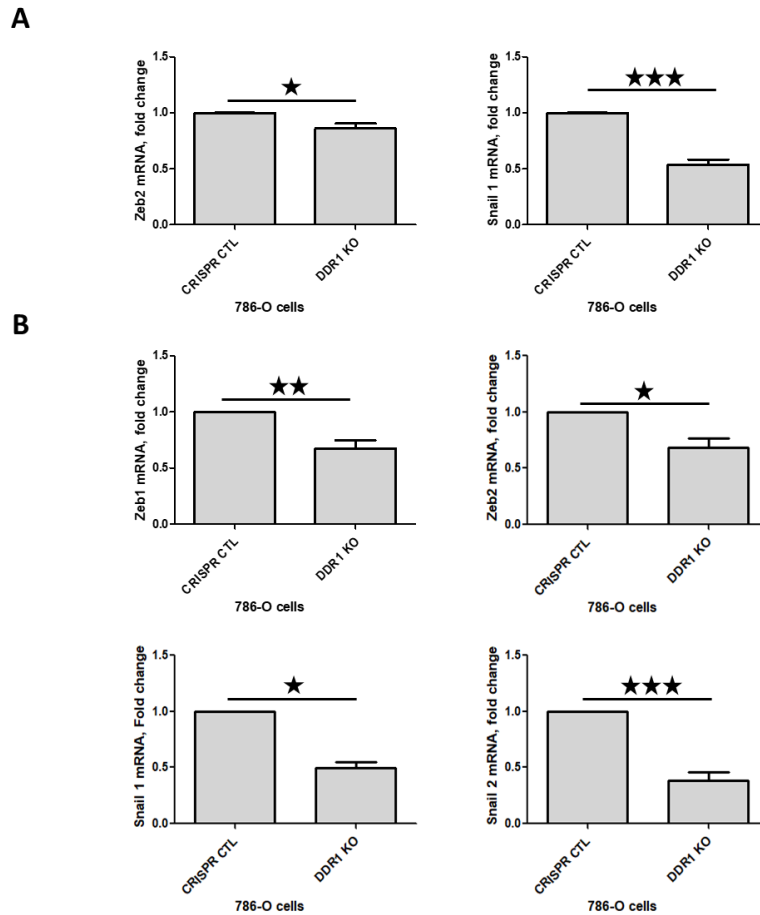 A
Zeb2 mRNA, fold change
1.5
1.0
0.5
0.0
CRISPR CTL
DDR1 KO
786-O cells
Snail 1 mRNA, fold change
1.5
1.0
0.5
0.0
CRISPR CTL
DDR1 KO
786-O cells
B
Zeb1 mRNA, fold change
1.5
1.0
0.5
0.0
CRISPR CTL
DDR1 KO
786-O cells
Zeb2 mRNA, fold change
1.5
1.0
0.5
0.0
CRISPR CTL
DDR1 KO
786-O cells
Snail 1 mRNA, Fold change
1.5
1.0
0.5
0.0
CRISPR CTL
DDR1 KO
786-O cells
Snail 2 mRNA, fold change
1.5
1.0
0.5
0.0
CRISPR CTL
DDR1 KO
786-O cells